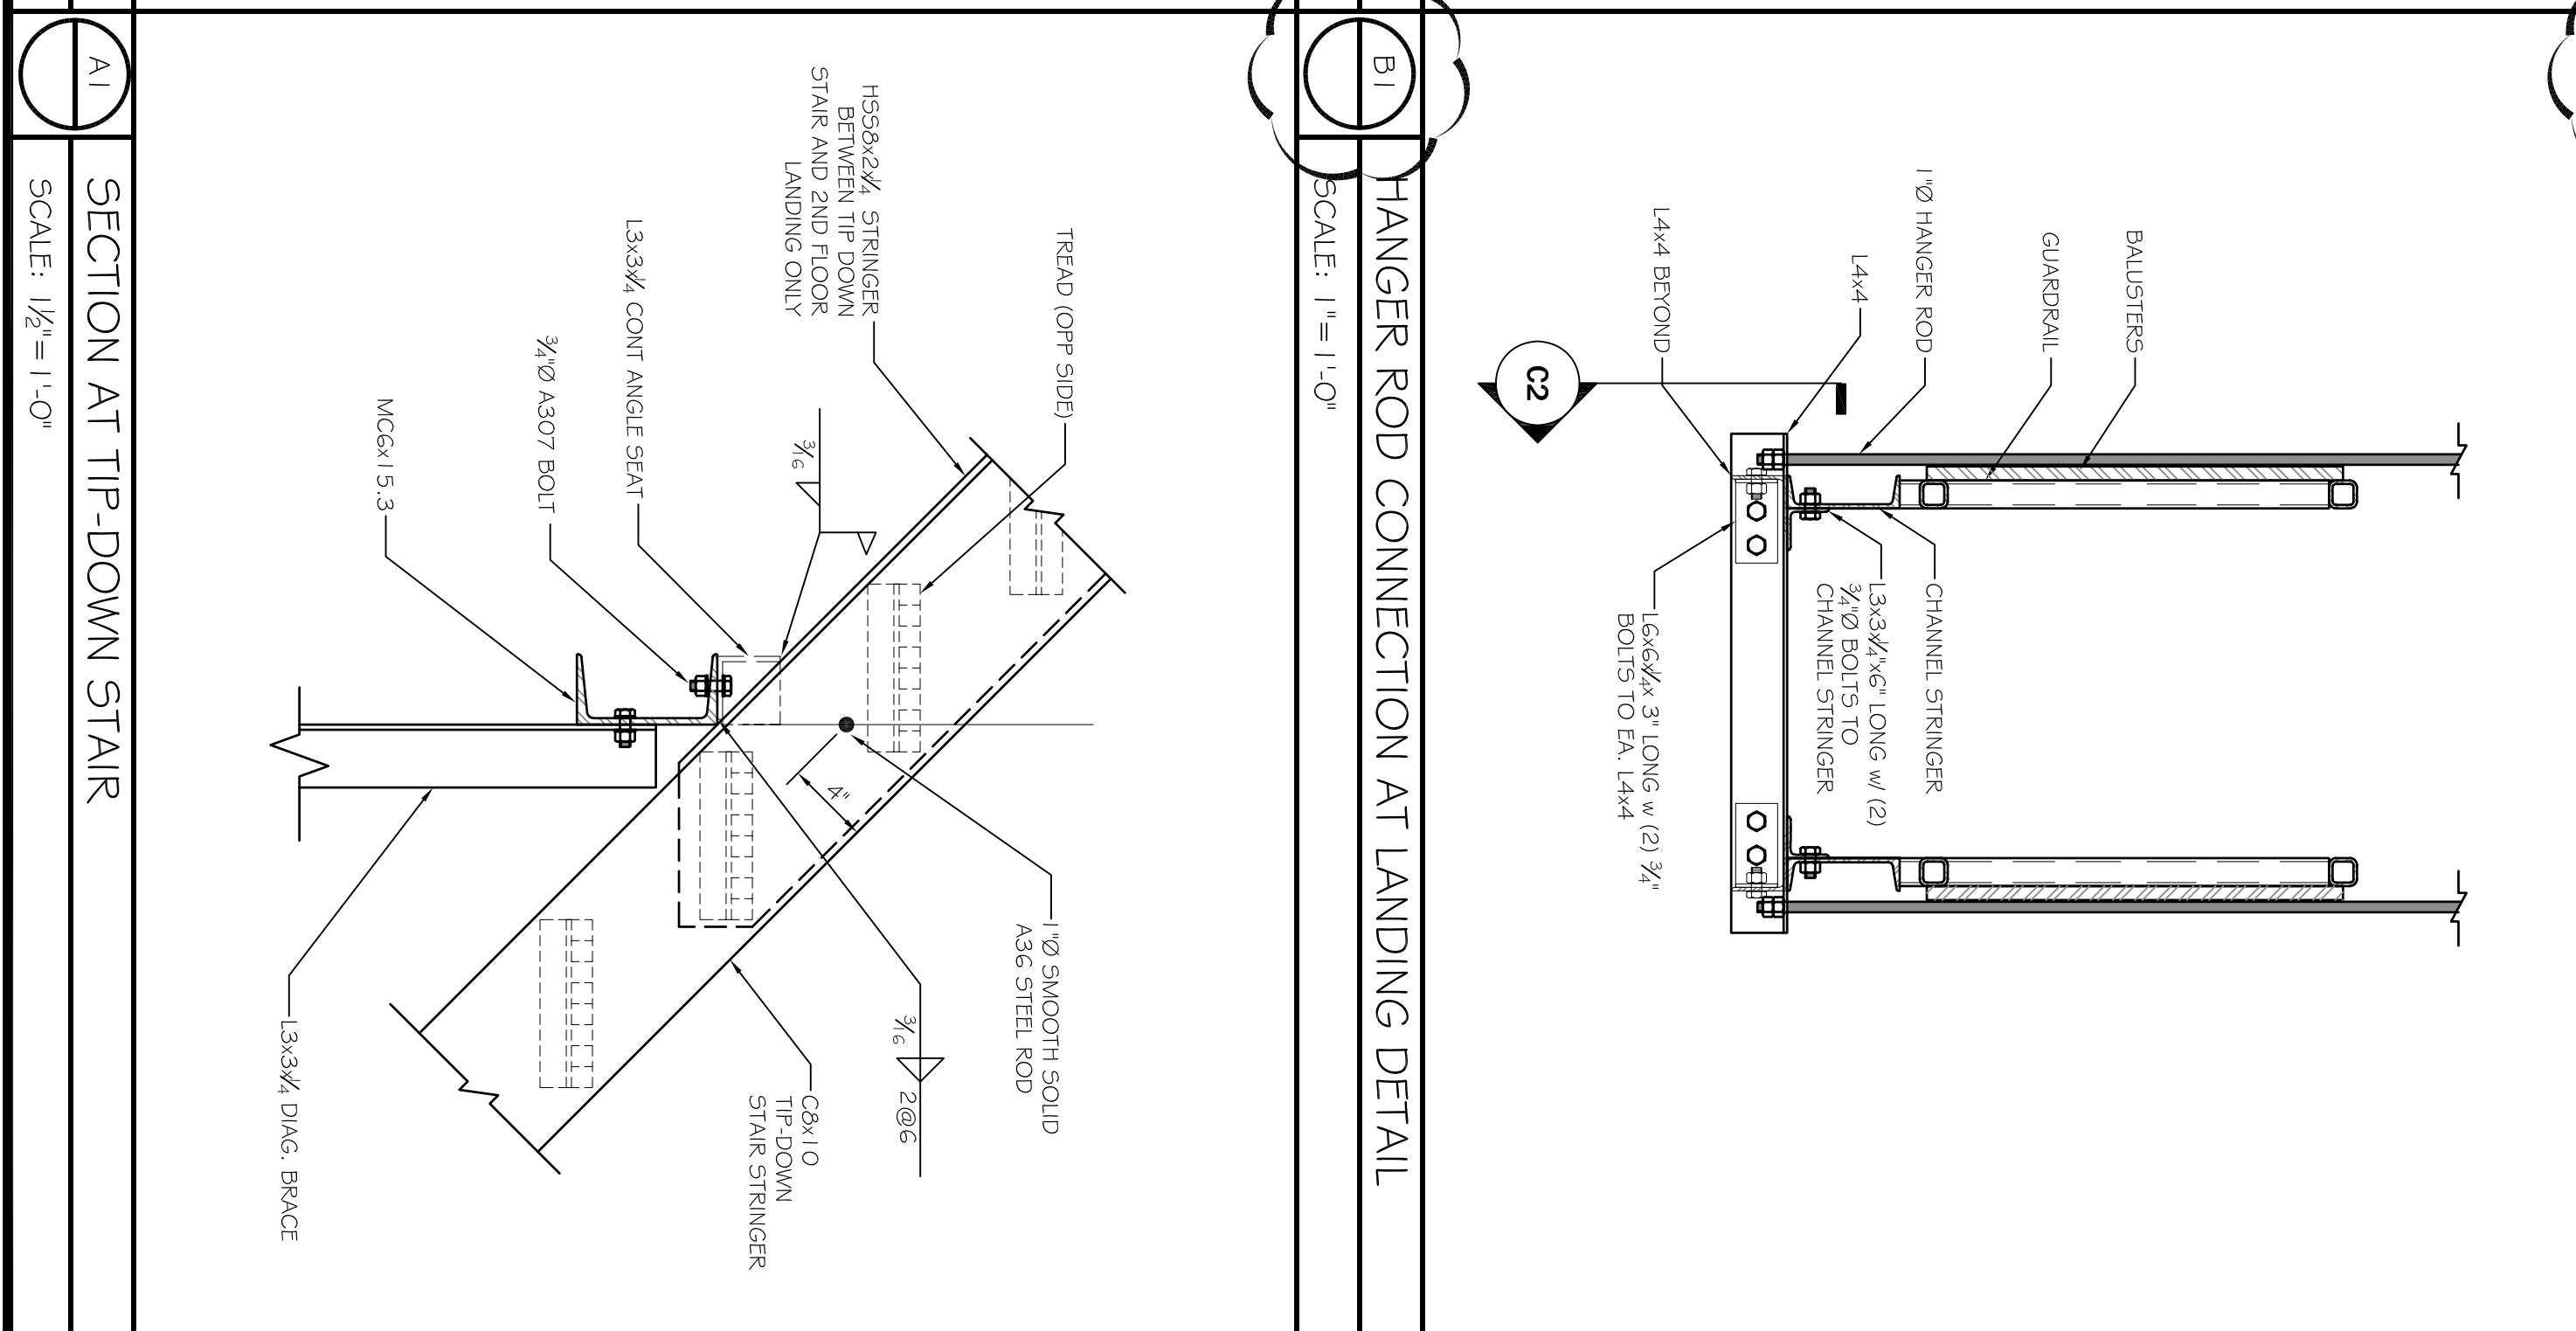 BALUSTERS
GUARDRAIL
1"Ø HANGER ROD
L4x4
L4x4 BEYOND
C2
CHANNEL STRINGER
L3x3x1/4"x6" LONG w/ (2)
3/4"Ø BOLTS TO
CHANNEL STRINGER
L6x6x1/4x 3" LONG w (2) 3/4"
BOLTS TO EA. L4x4
B1
HANGER ROD CONNECTION AT LANDING DETAIL
SCALE: 1"= 1'-0"
TREAD (OPP SIDE)
HSS8x2x1/4 STRINGER
BETWEEN TIP DOWN
STAIR AND 2ND FLOOR
LANDING ONLY
3/16
L3x3x1/4 CONT ANGLE SEAT
3/4"Ø A307 BOLT
MC6x15.3
4"
1"Ø SMOOTH SOLID
A36 STEEL ROD
3/16 2@6
C8x10
TIP-DOWN
STAIR STRINGER
L3x3x1/4 DIAG. BRACE
A1
SECTION AT TIP-DOWN STAIR
SCALE: 1 1/2"= 1'-0"